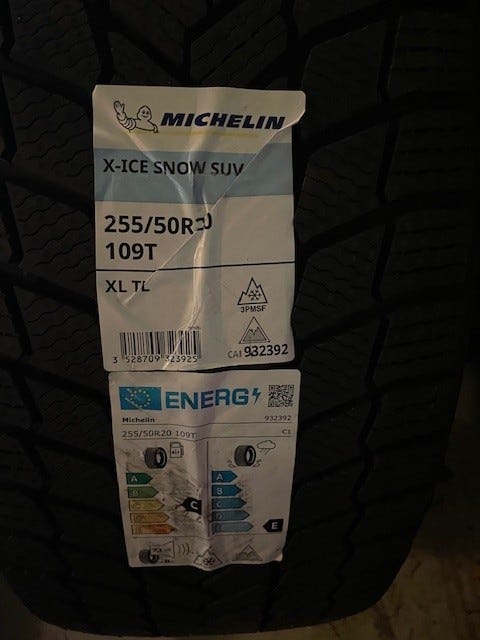 MICHELIN
X-ICE SNOW SUV
255/50R20
109T
XL TL
3PMSF
3 528709 323925
CAI 932392
ENERG
Michelin
932392
255/50R20 109T
C1
A
A
B
B
C
C
D
D
E
E
C
E